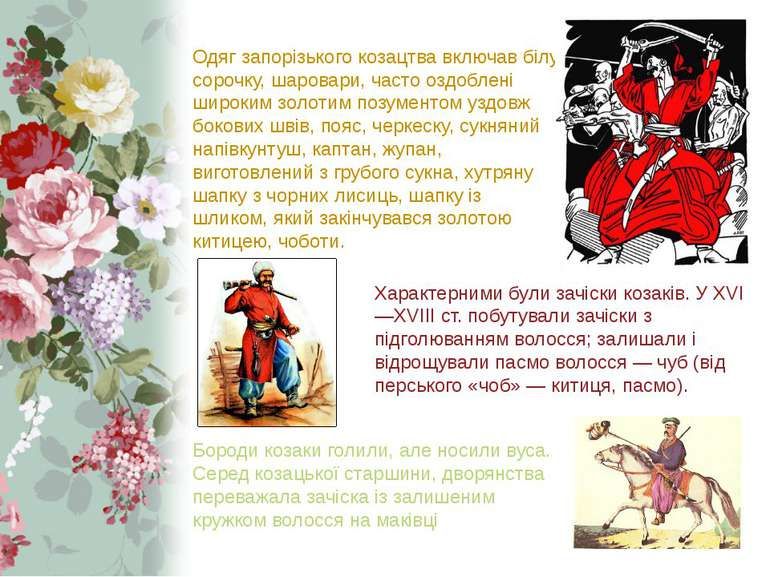 Одяг запорізького козацтва включав білу
сорочку, шаровари, часто оздоблені
широким золотим позументом уздовж
бокових швів, пояс, черкеску, сукняний
напівкунтуш, каптан, жупан,
виготовлений з грубого сукна, хутряну
шапку з чорних лисиць, шапку із
шликом, який закінчувався золотою
китицею, чоботи.
Характерними були зачіски козаків. У XVI
—XVIII ст. побутували зачіски з
підголюванням волосся; залишали і
відрощували пасмо волосся — чуб (від
перського «чоб» — китиця, пасмо).
Бороди козаки голили, але носили вуса.
Серед козацької старшини, дворянства
переважала зачіска із залишеним
кружком волосся на маківці